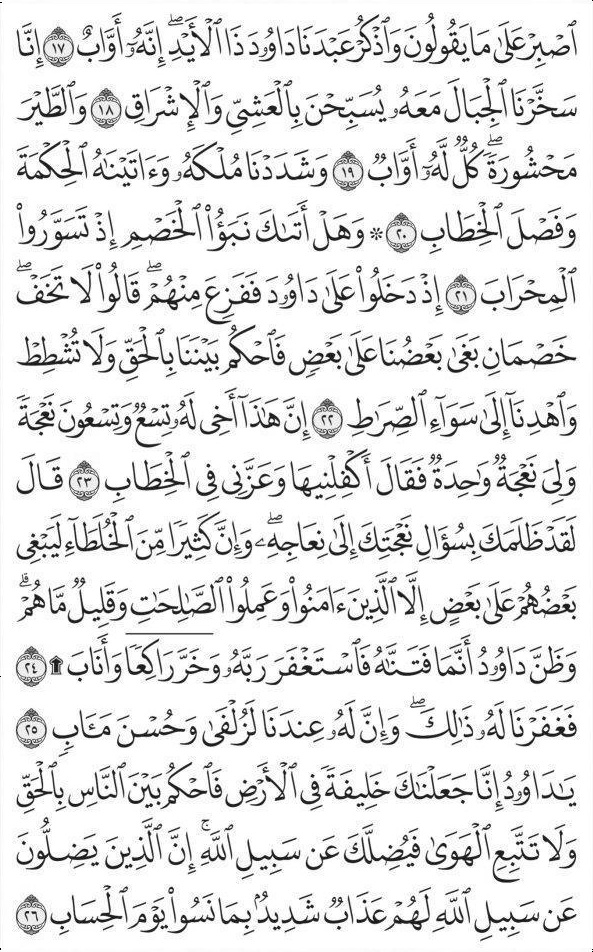 ٱصۡبِرۡ عَلَىٰ مَا يَقُولُونَ وَٱذۡكُرۡ عَبۡدَنَا دَاوُۥدَ ذَا ٱلۡأَيۡدِۖ إِنَّهُۥٓ أَوَّابٌ ١٧ إِنَّا
سَخَّرۡنَا ٱلۡجِبَالَ مَعَهُۥ يُسَبِّحۡنَ بِٱلۡعَشِيِّ وَٱلۡإِشۡرَاقِ ١٨ وَٱلطَّيۡرَ
مَحۡشُورَةٗۖ كُلّٞ لَّهُۥٓ أَوَّابٞ ١٩ وَشَدَدۡنَا مُلۡكَهُۥ وَءَاتَيۡنَٰهُ ٱلۡحِكۡمَةَ
وَفَصۡلَ ٱلۡخِطَابِ ٢٠ ۞ وَهَلۡ أَتَىٰكَ نَبَؤُاْ ٱلۡخَصۡمِ إِذۡ تَسَوَّرُواْ
ٱلۡمِحۡرَابَ ٢١ إِذۡ دَخَلُواْ عَلَىٰ دَاوُۥدَ فَفَزِعَ مِنۡهُمۡۖ قَالُواْ لَا تَخَفۡۖ
خَصۡمَانِ بَغَىٰ بَعۡضُنَا عَلَىٰ بَعۡضٖ فَٱحۡكُم بَيۡنَنَا بِٱلۡحَقِّ وَلَا تُشۡطِطۡ
وَٱهۡدِنَآ إِلَىٰ سَوَآءِ ٱلصِّرَٰطِ ٢٢ إِنَّ هَٰذَآ أَخِي لَهُۥ تِسۡعٞ وَتِسۡعُونَ نَعۡجَةٗ
وَلِيَ نَعۡجَةٞ وَٰحِدَةٞ فَقَالَ أَكۡفِلۡنِيهَا وَعَزَّنِي فِي ٱلۡخِطَابِ ٢٣ قَالَ
لَقَدۡ ظَلَمَكَ بِسُؤَالِ نَعۡجَتِكَ إِلَىٰ نِعَاجِهِۦۖ وَإِنَّ كَثِيرٗا مِّنَ ٱلۡخُلَطَآءِ لَيَبۡغِي
بَعۡضُهُمۡ عَلَىٰ بَعۡضٍ إِلَّا ٱلَّذِينَ ءَامَنُواْ وَعَمِلُواْ ٱلصَّٰلِحَٰتِ وَقَلِيلٞ مَّا هُمۡۗ
وَظَنَّ دَاوُۥدُ أَنَّمَا فَتَنَّٰهُ فَٱسۡتَغۡفَرَ رَبَّهُۥ وَخَرَّۤ رَاكِعٗاۤ وَأَنَابَ۩ ٢٤
فَغَفَرۡنَا لَهُۥ ذَٰلِكَۖ وَإِنَّ لَهُۥ عِندَنَا لَزُلۡفَىٰ وَحُسۡنَ مَـَٔابٖ ٢٥
يَٰدَاوُۥدُ إِنَّا جَعَلۡنَٰكَ خَلِيفَةٗ فِي ٱلۡأَرۡضِ فَٱحۡكُم بَيۡنَ ٱلنَّاسِ بِٱلۡحَقِّ
وَلَا تَتَّبِعِ ٱلۡهَوَىٰ فَيُضِلَّكَ عَن سَبِيلِ ٱللَّهِۚ إِنَّ ٱلَّذِينَ يَضِلُّونَ
عَن سَبِيلِ ٱللَّهِ لَهُمۡ عَذَابٞ شَدِيدُۢ بِمَا نَسُواْ يَوۡمَ ٱلۡحِسَابِ ٢٦